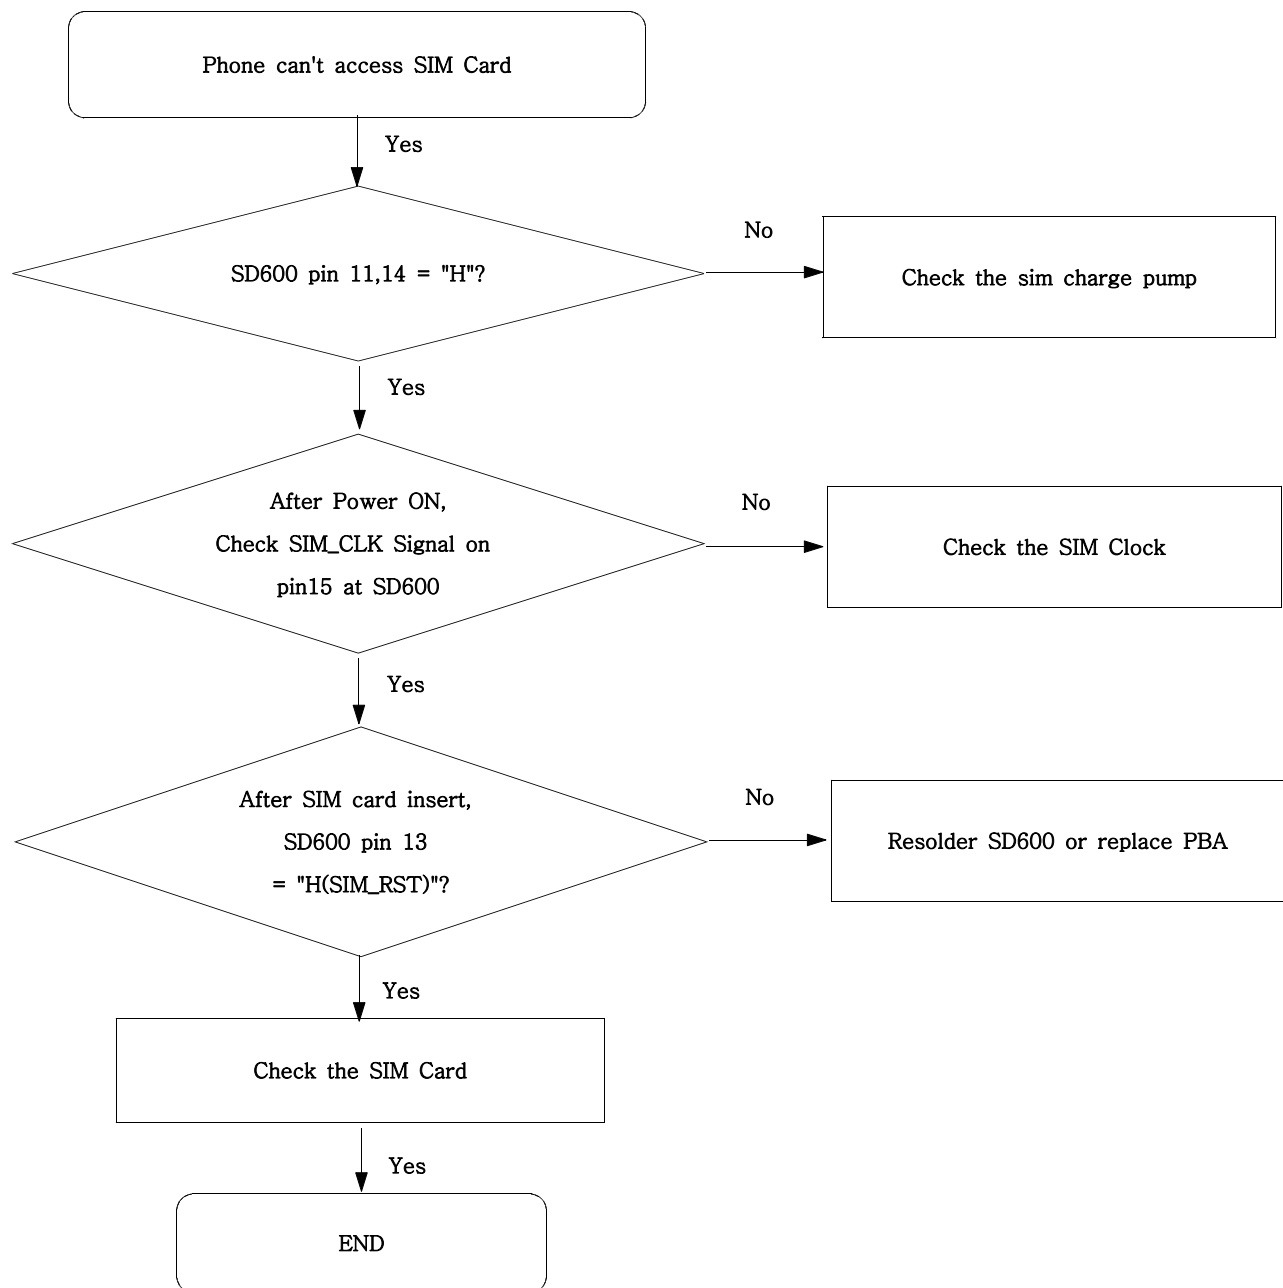 Phone can't access SIM Card
Yes
SD600 pin 11,14 = "H"?
No
Check the sim charge pump
Yes
After Power ON,
Check SIM_CLK Signal on
pin15 at SD600
No
Check the SIM Clock
Yes
After SIM card insert,
SD600 pin 13
= "H(SIM_RST)"?
No
Resolder SD600 or replace PBA
Yes
Check the SIM Card
Yes
END